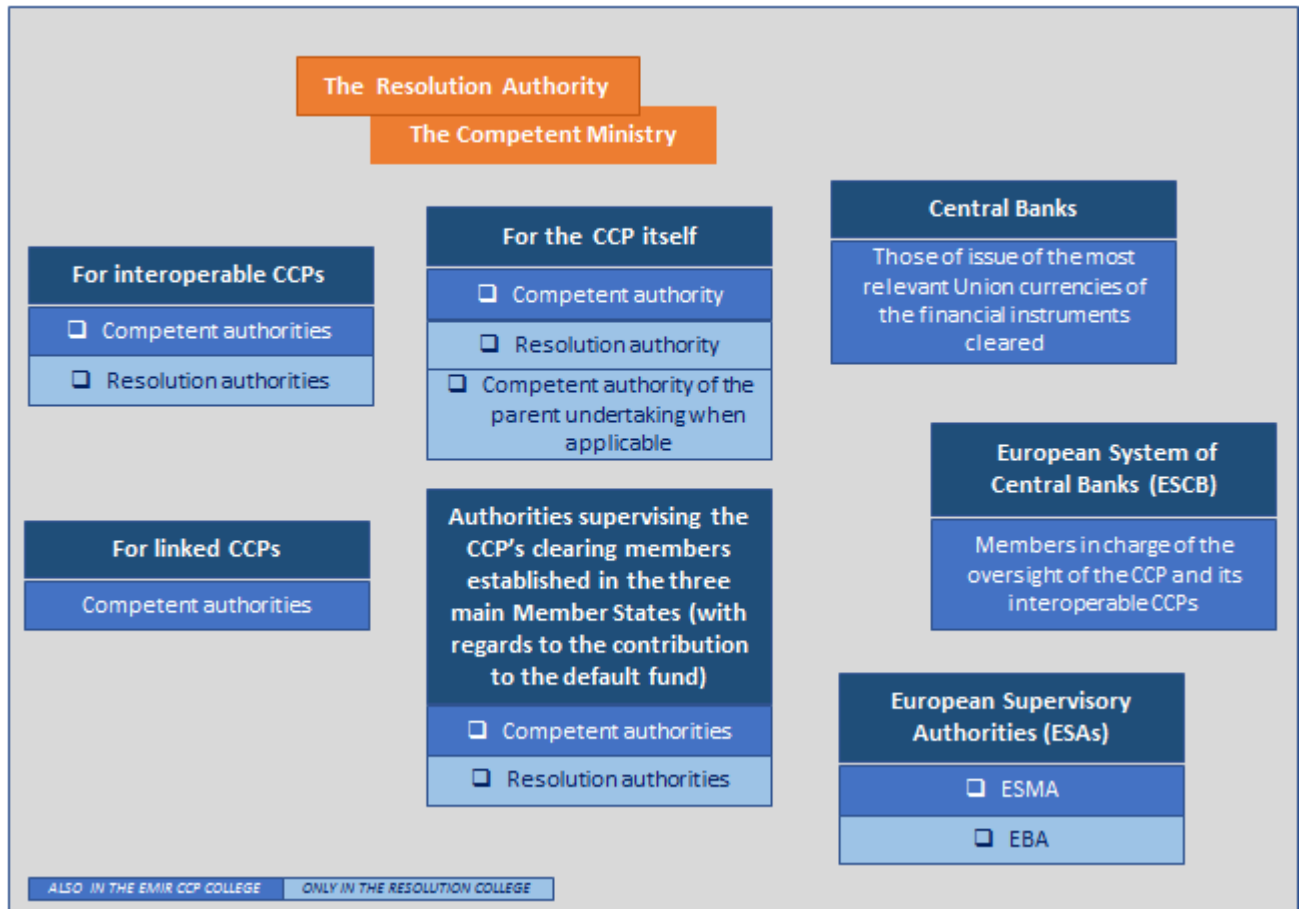 The Resolution Authority
The Competent Ministry
For interoperable CCPs
❑ Competent authorities
❑ Resolution authorities
For the CCP itself
❑ Competent authority
❑ Resolution authority
❑ Competent authority of the
parent undertaking when
applicable
Central Banks
Those of issue of the most
relevant Union currencies of
the financial instruments
cleared
For linked CCPs
Competent authorities
Authorities supervising the
CCP's clearing members
established in the three
main Member States (with
regards to the contribution
to the default fund)
❑ Competent authorities
❑ Resolution authorities
European System of
Central Banks (ESCB)
Members in charge of the
oversight of the CCP and its
interoperable CCPs
European Supervisory
Authorities (ESAs)
❑ ESMA
❑ EBA
ALSO IN THE EMIR CCP COLLEGE
ONLY IN THE RESOLUTION COLLEGE